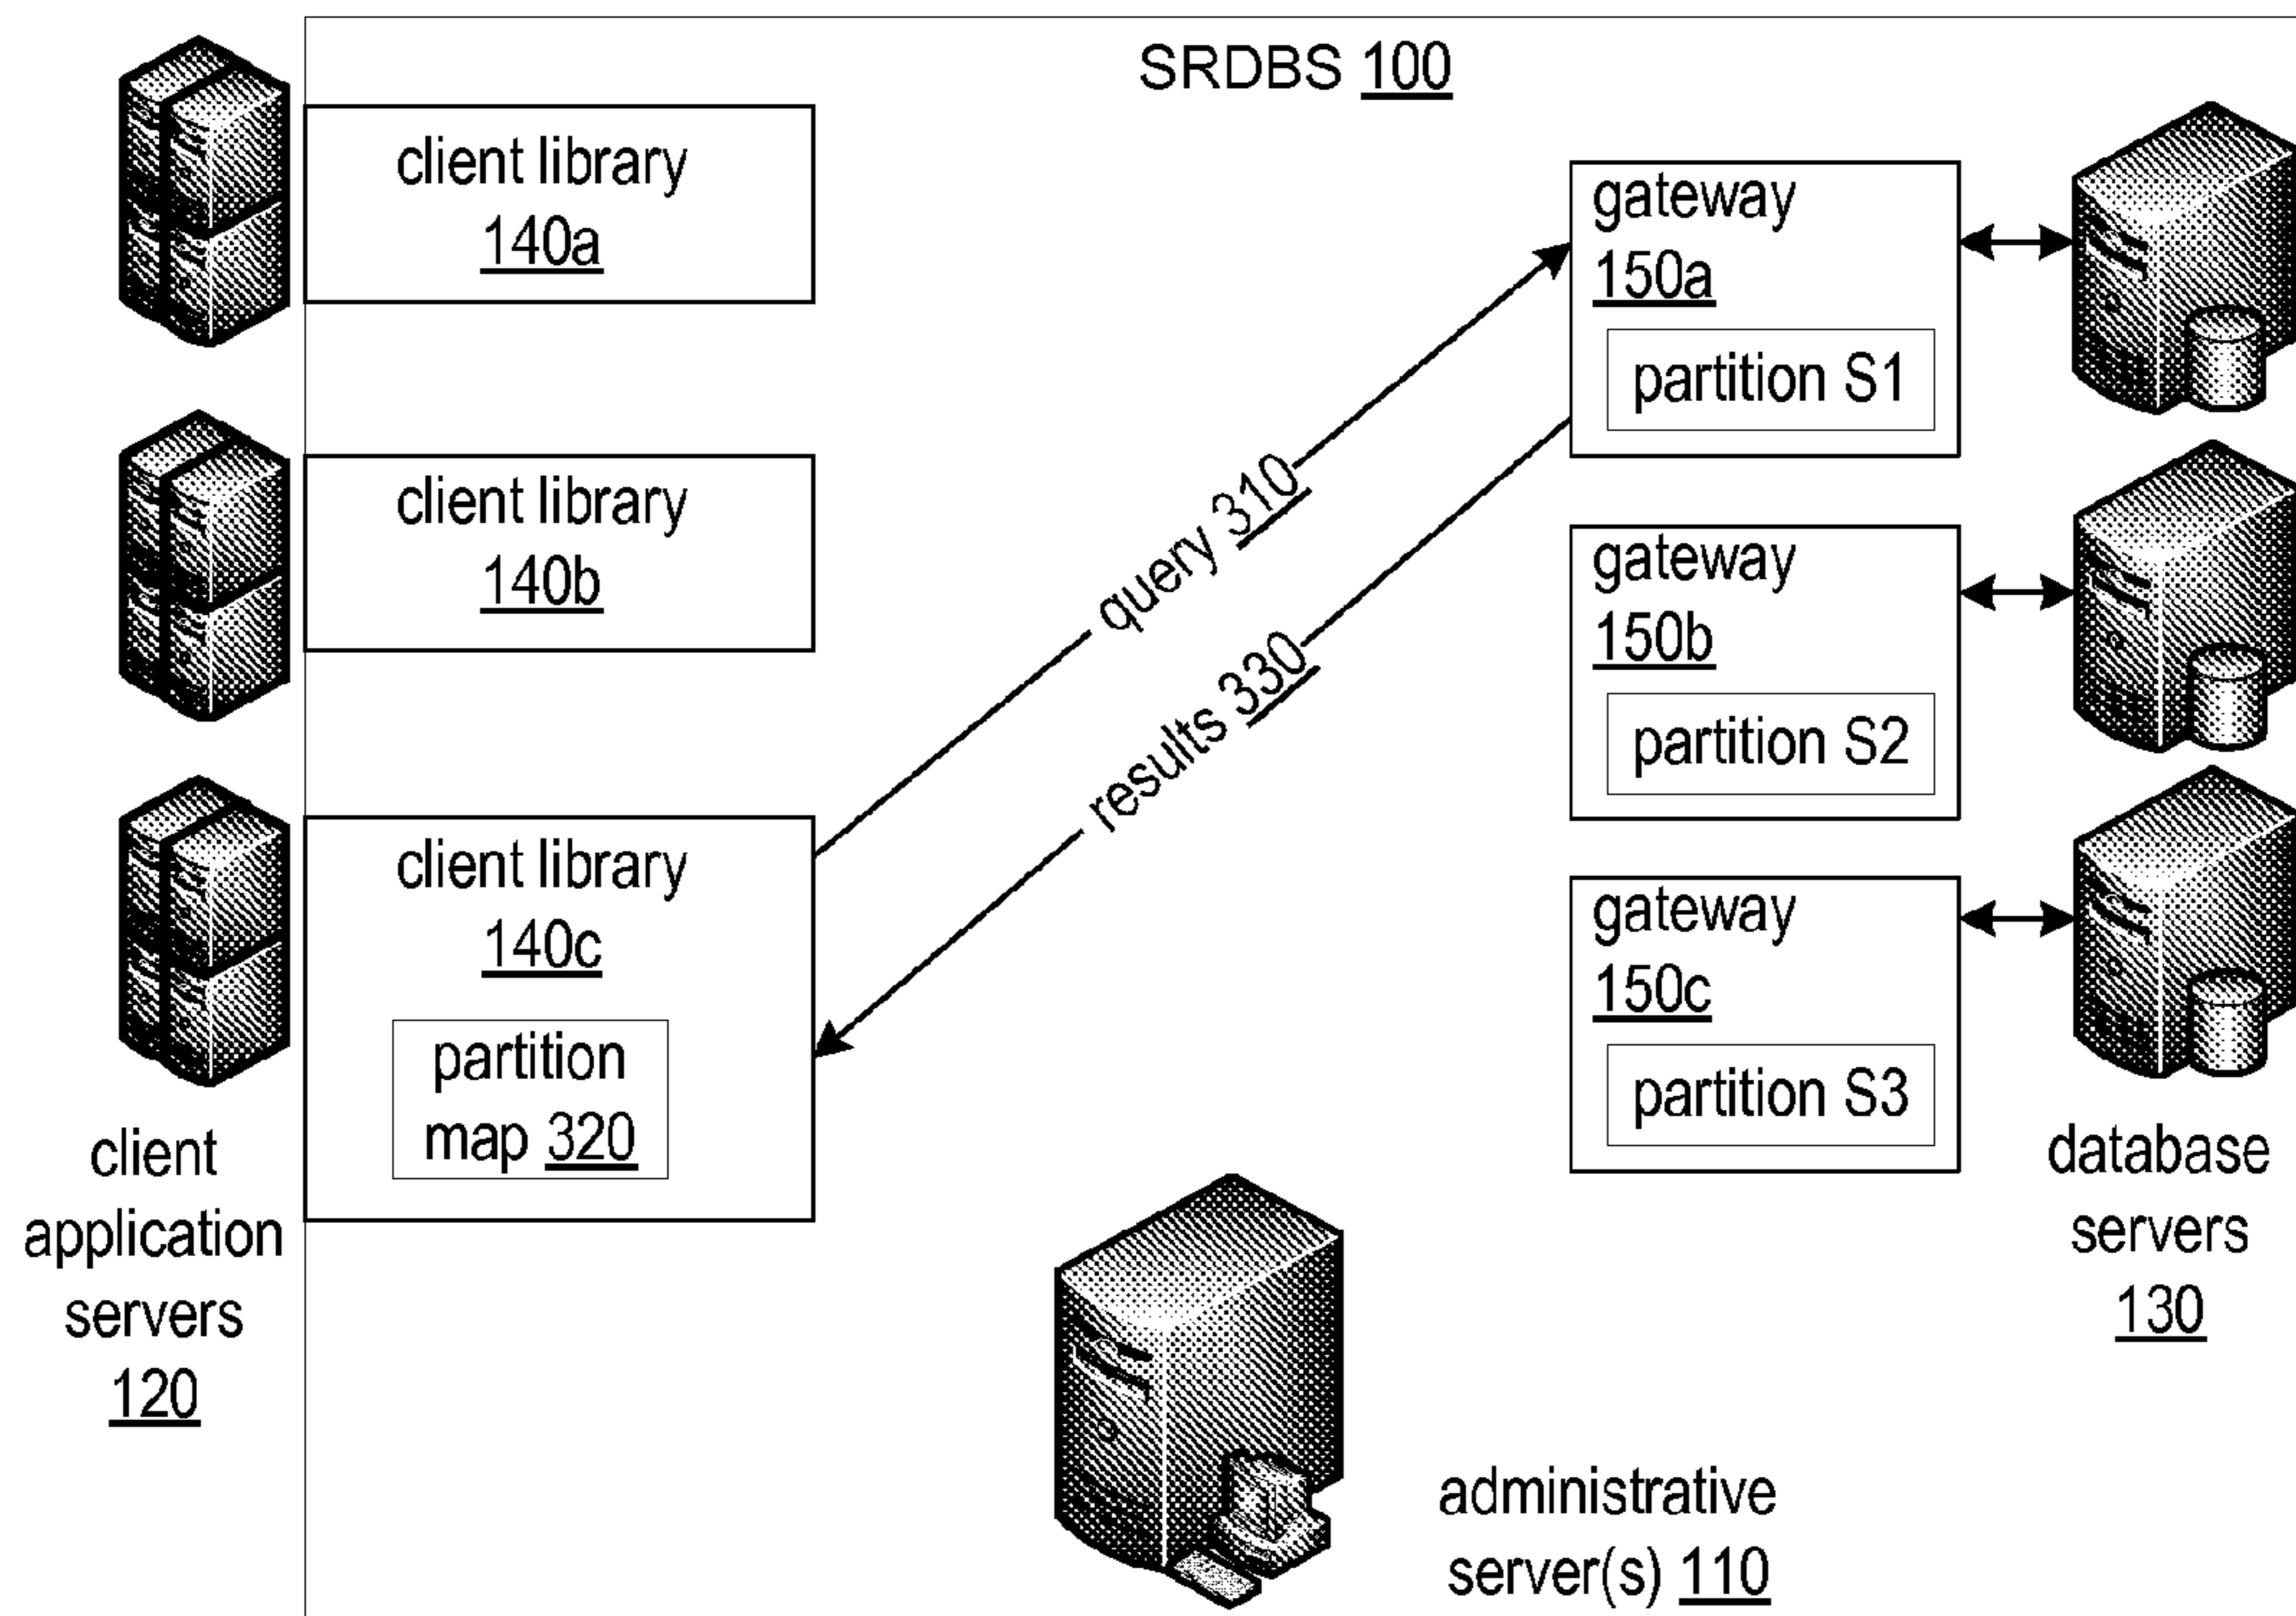 SRDBS 100
client library
140a
client library
140b
client library
140c
partition
map 320
query 310
results 330
gateway
150a
partition S1
gateway
150b
partition S2
gateway
150c
partition S3
client
application
servers
120
database
servers
130
administrative
server(s) 110